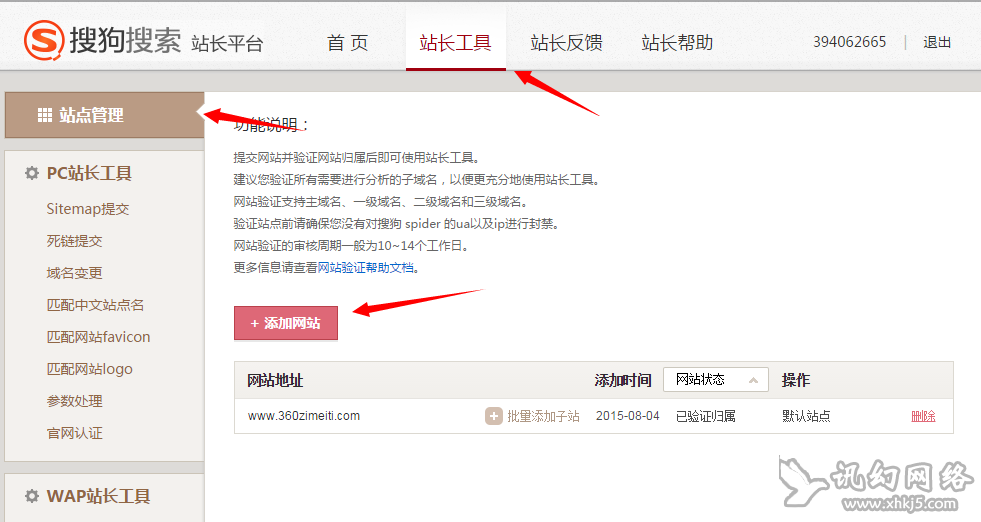 搜狗搜索 站长平台 首 页 站长工具 站长反馈 站长帮助 394062665 | 退出
站点管理
功能说明：
提交网站并验证网站归属后即可使用站长工具。
建议您验证所有需要进行分析的子域名，以便更充分地使用站长工具。
网站验证支持主域名、一级域名、二级域名和三级域名。
验证站点前请确保您没有对搜狗 spider 的ua以及ip进行封禁。
网站验证的审核周期一般为10~14个工作日。
更多信息请查看网站验证帮助文档。
+ 添加网站
网站地址 添加时间 网站状态 操作
www.360zimeiti.com 批量添加子站 2015-08-04 已验证归属 默认站点 删除
PC站长工具
Sitemap提交
死链提交
域名变更
匹配中文站点名
匹配网站favicon
匹配网站logo
参数处理
官网认证
WAP站长工具
讯幻网络
www.xhkj5.com